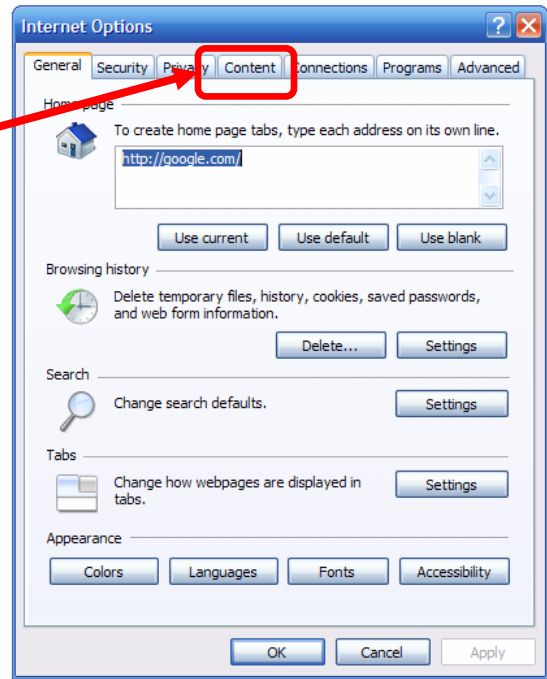 Internet Options
General Security Privacy Content Connections Programs Advanced
Home page
To create home page tabs, type each address on its own line.
http://google.com/
Use current Use default Use blank
Browsing history
Delete temporary files, history, cookies, saved passwords,
and web form information.
Delete... Settings
Search
Change search defaults. Settings
Tabs
Change how webpages are displayed in Settings
tabs.
Appearance
Colors Languages Fonts Accessibility
OK Cancel Apply